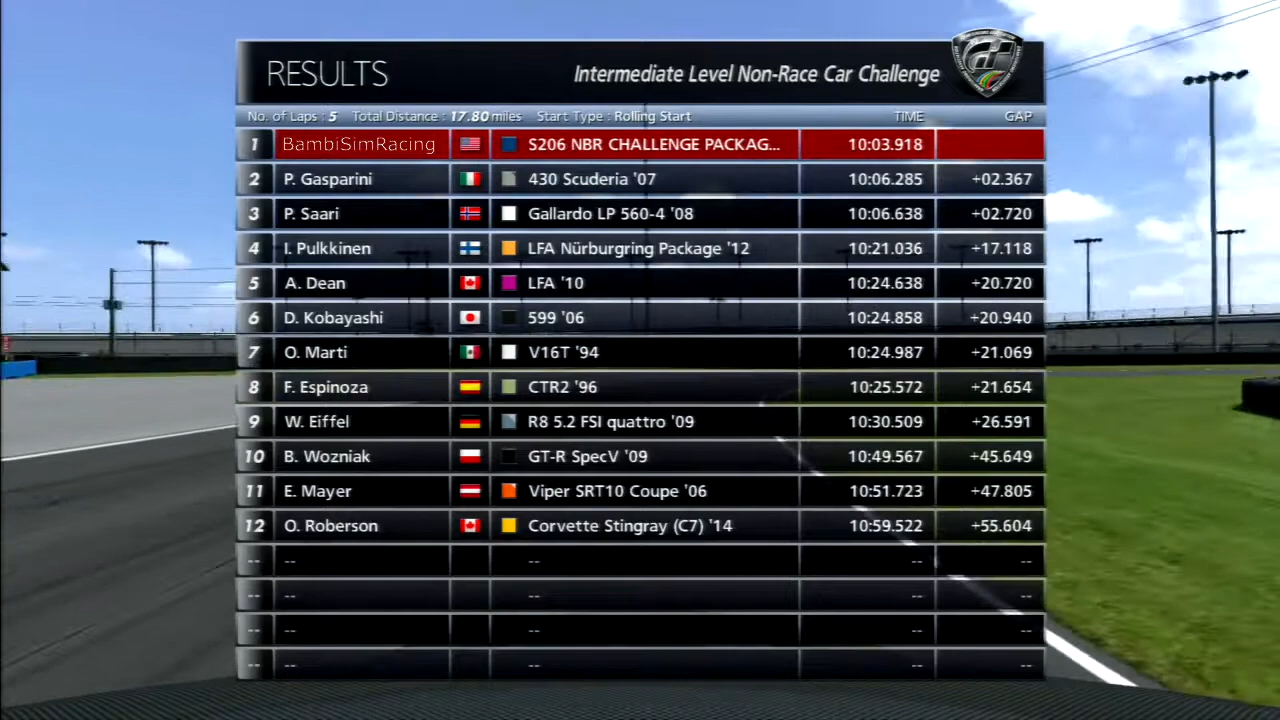 RESULTS Intermediate Level Non-Race Car Challenge
No. of Laps : 5 Total Distance : 17.80 miles Start Type : Rolling Start TIME GAP
1 BambiSimRacing S206 NBR CHALLENGE PACKAG... 10:03.918
2 P. Gasparini 430 Scuderia '07 10:06.285 +02.367
3 P. Saari Gallardo LP 560-4 '08 10:06.638 +02.720
4 I. Pulkkinen LFA Nürburgring Package '12 10:21.036 +17.118
5 A. Dean LFA '10 10:24.638 +20.720
6 D. Kobayashi 599 '06 10:24.858 +20.940
7 O. Marti V16T '94 10:24.987 +21.069
8 F. Espinoza CTR2 '96 10:25.572 +21.654
9 W. Eiffel R8 5.2 FSI quattro '09 10:30.509 +26.591
10 B. Wozniak GT-R SpecV '09 10:49.567 +45.649
11 E. Mayer Viper SRT10 Coupe '06 10:51.723 +47.805
12 O. Roberson Corvette Stingray (C7) '14 10:59.522 +55.604
-- -- -- -- --
-- -- -- -- --
-- -- -- -- --
-- -- -- -- --